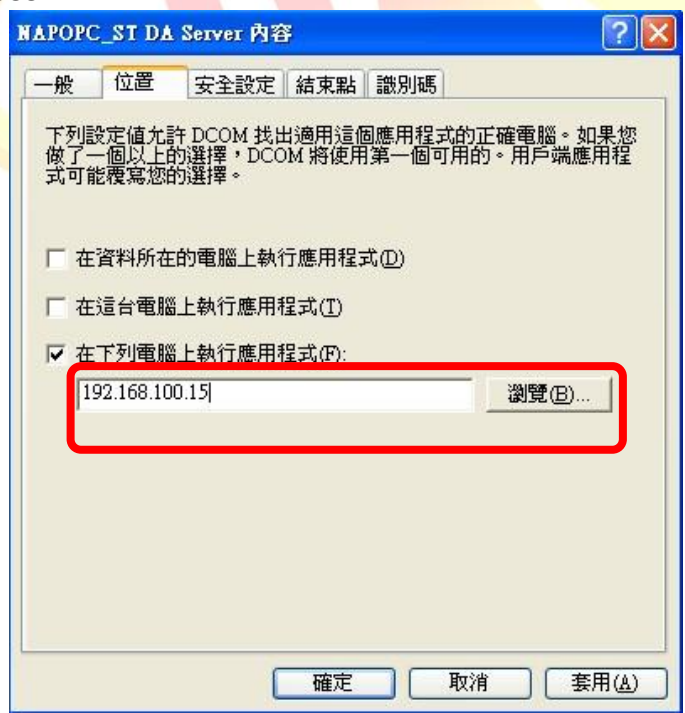 NAPOPC_ST DA Server 內容
一般 位置 安全設定 結束點 識別碼
下列設定值允許 DCOM 找出適用這個應用程式的正確電腦。如果您
做了一個以上的選擇，DCOM 將使用第一個可用的。用戶端應用程
式可能覆寫您的選擇。
在資料所在的電腦上執行應用程式(D)
在這台電腦上執行應用程式(T)
在下列電腦上執行應用程式(F):
192.168.100.15 瀏覽(B)...
確定 取消 套用(A)